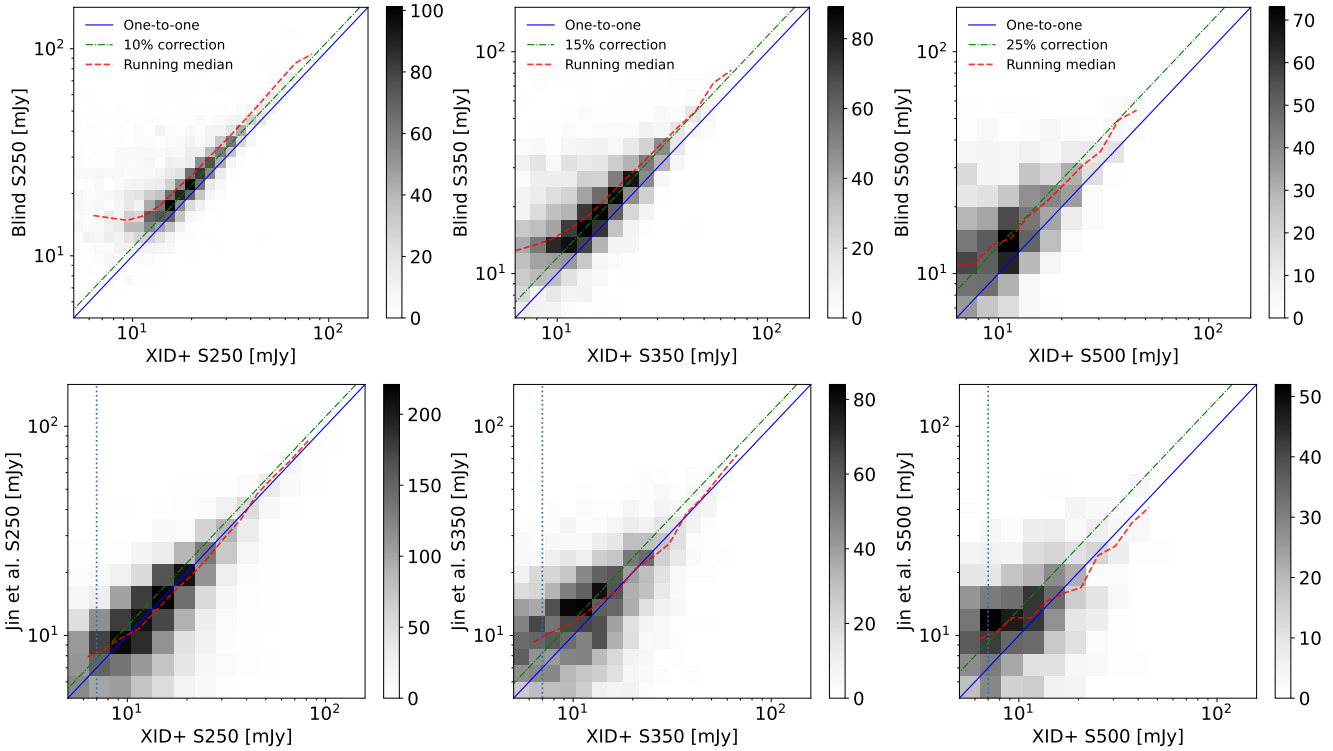 One-to-one
10% correction
Running median
10²
10¹
Blind S250 [mJy]
10¹
10²
XID+ S250 [mJy]
100
80
60
40
20
0
One-to-one
15% correction
Running median
10²
10¹
Blind S350 [mJy]
10¹
10²
XID+ S350 [mJy]
80
60
40
20
0
One-to-one
25% correction
Running median
10²
10¹
Blind S500 [mJy]
10¹
10²
XID+ S500 [mJy]
70
60
50
40
30
20
10
0
10²
10¹
Jin et al. S250 [mJy]
10¹
10²
XID+ S250 [mJy]
200
150
100
50
0
10²
10¹
Jin et al. S350 [mJy]
10¹
10²
XID+ S350 [mJy]
80
60
40
20
0
10²
10¹
Jin et al. S500 [mJy]
10¹
10²
XID+ S500 [mJy]
50
40
30
20
10
0